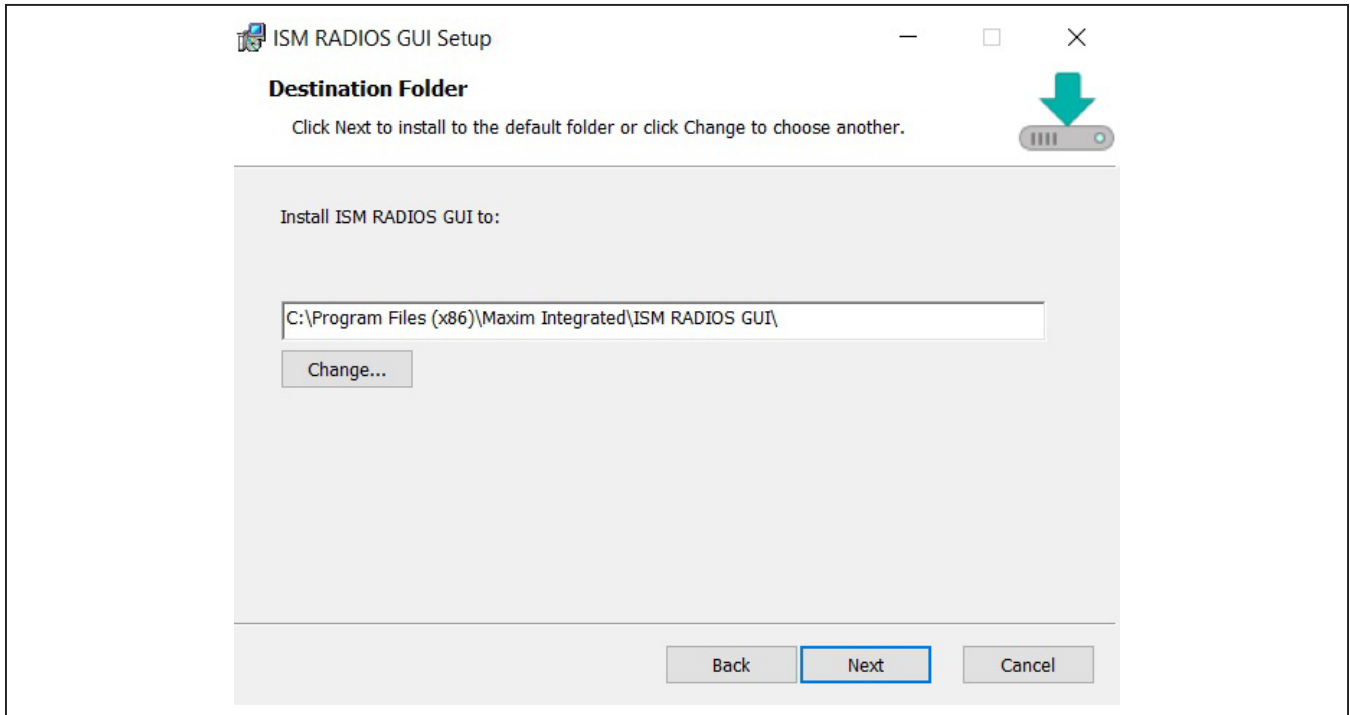 ISM RADIOS GUI Setup
Destination Folder
Click Next to install to the default folder or click Change to choose another.
Install ISM RADIOS GUI to:
C:\Program Files (x86)\Maxim Integrated\ISM RADIOS GUI\
Change...
Back Next Cancel